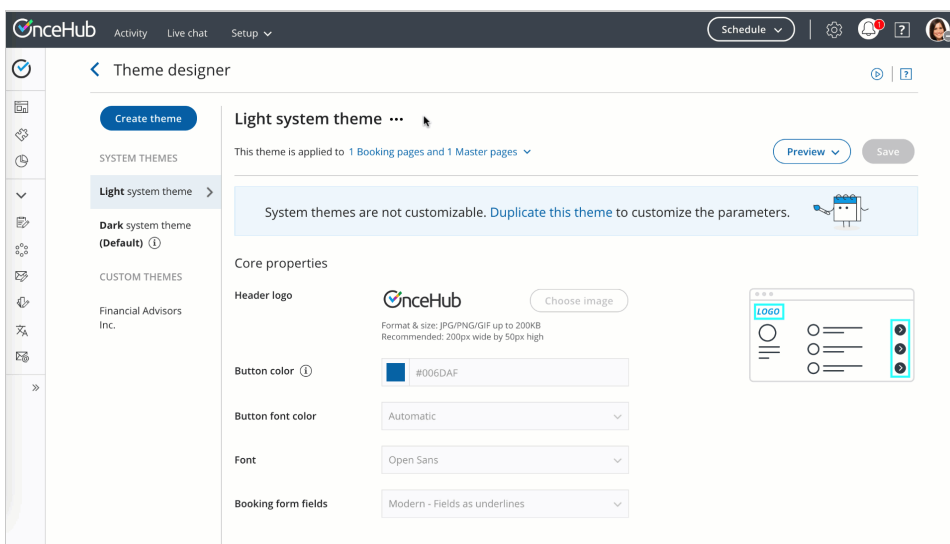 OnceHub Activity Live chat Setup Schedule 1 ?
Theme designer ?
Create theme
SYSTEM THEMES
Light system theme
Dark system theme
(Default) i
CUSTOM THEMES
Financial Advisors
Inc.
Light system theme •••
This theme is applied to 1 Booking pages and 1 Master pages Preview Save
System themes are not customizable. Duplicate this theme to customize the parameters.
Core properties
Header logo OnceHub Choose image
Format & size: JPG/PNG/GIF up to 200KB
Recommended: 200px wide by 50px high
LOGO
Button color i #006DAF
Button font color Automatic
Font Open Sans
Booking form fields Modern - Fields as underlines